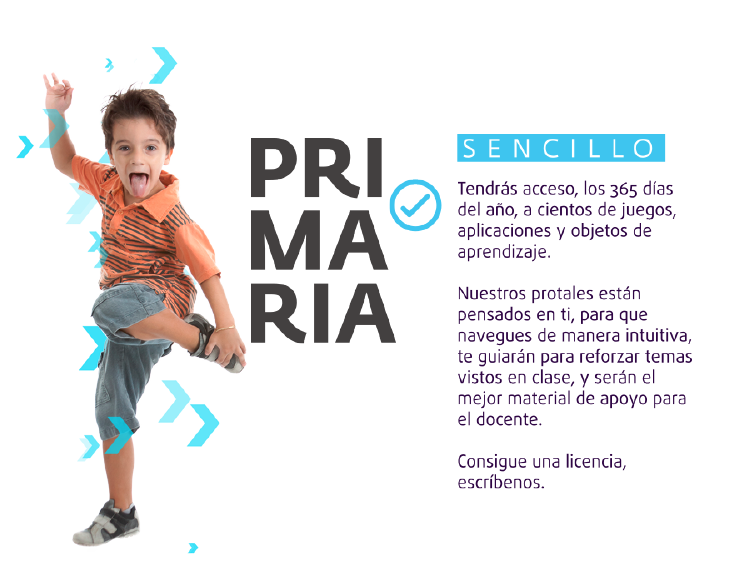 PRI
MA
RIA
SENCILLO
Tendrás acceso, los 365 días
del año, a cientos de juegos,
aplicaciones y objetos de
aprendizaje.
Nuestros protales están
pensados en ti, para que
navegues de manera intuitiva,
te guiarán para reforzar temas
vistos en clase, y serán el
mejor material de apoyo para
el docente.
Consigue una licencia,
escríbenos.